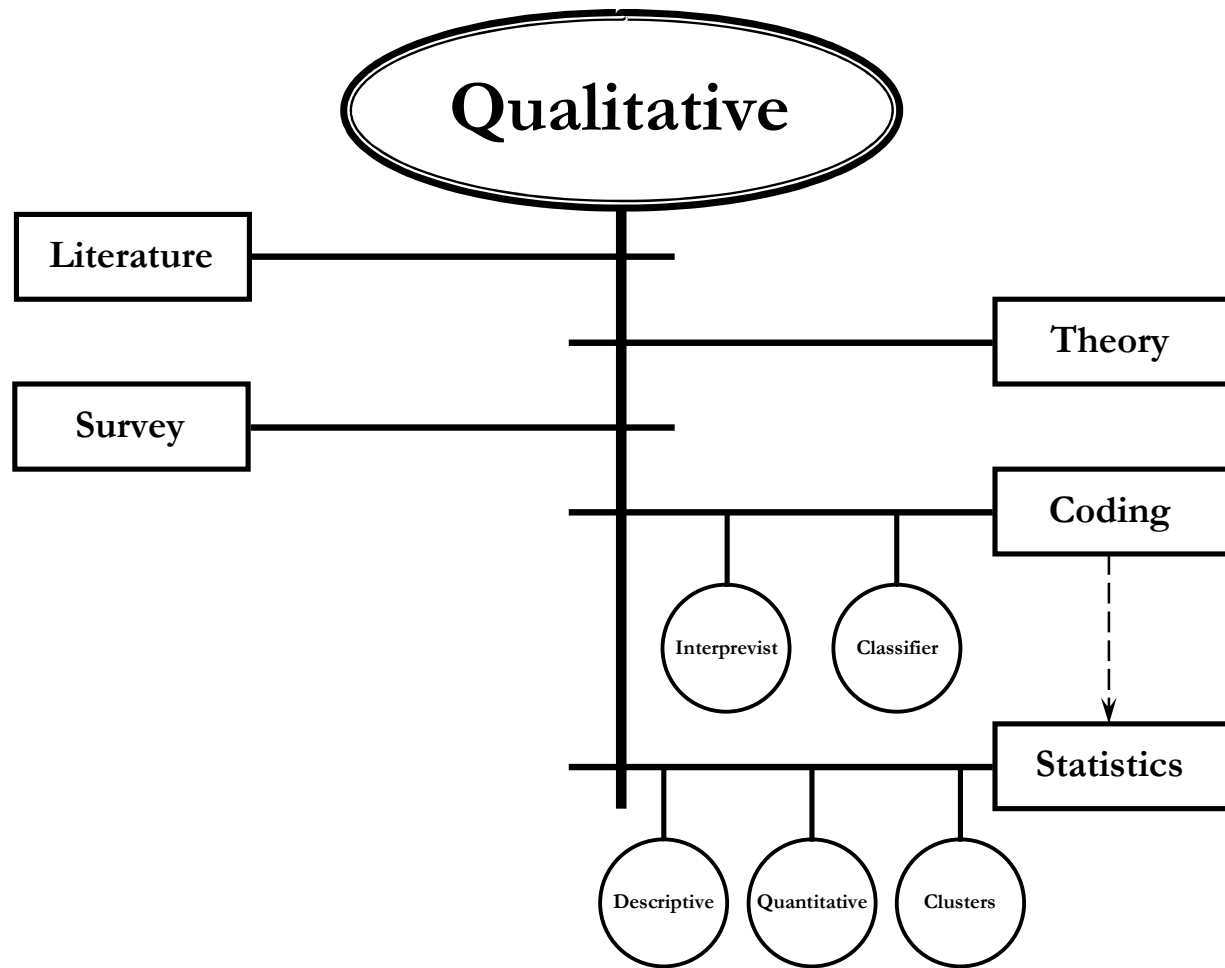 Qualitative
Literature
Theory
Survey
Coding
Interprevist
Classifier
Statistics
Descriptive
Quantitative
Clusters